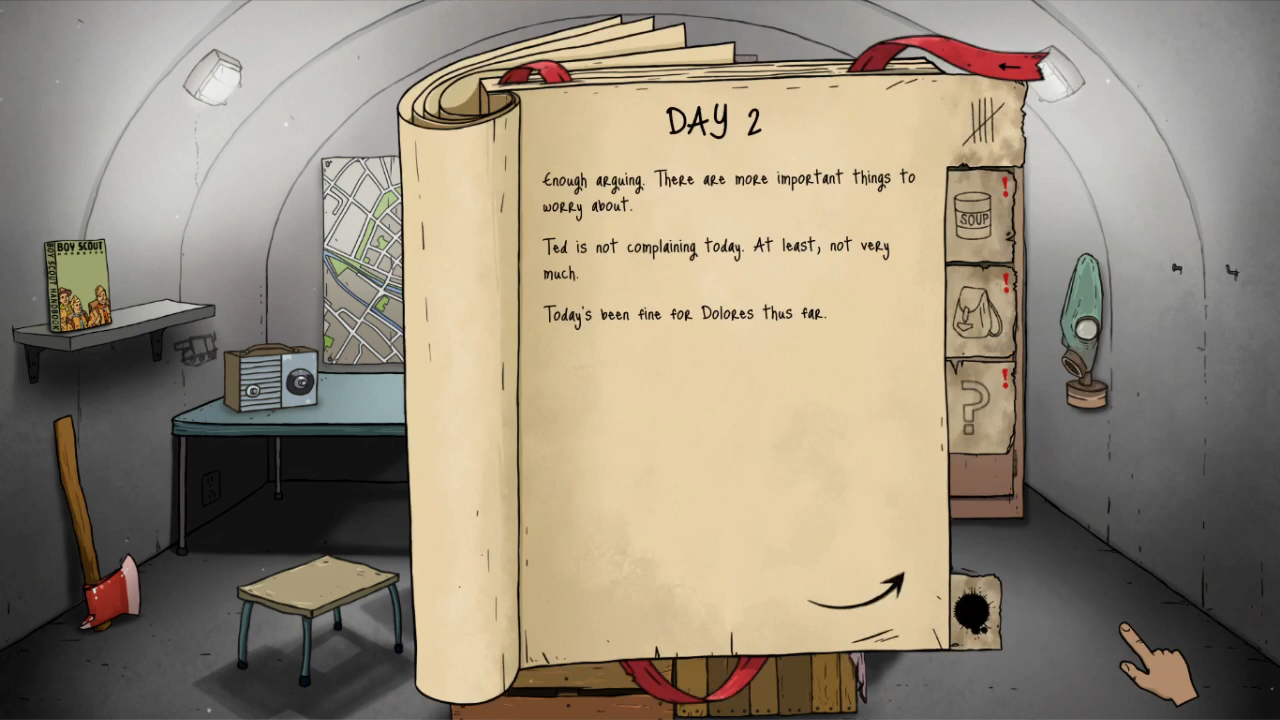 DAY 2
Enough arguing. There are more important things to
worry about.
Ted is not complaining today. At least, not very
much.
Today's been fine for Dolores thus far.
!
SOUP
!
!
?
BOY SCOUT
BOY SCOUT HANDBOOK